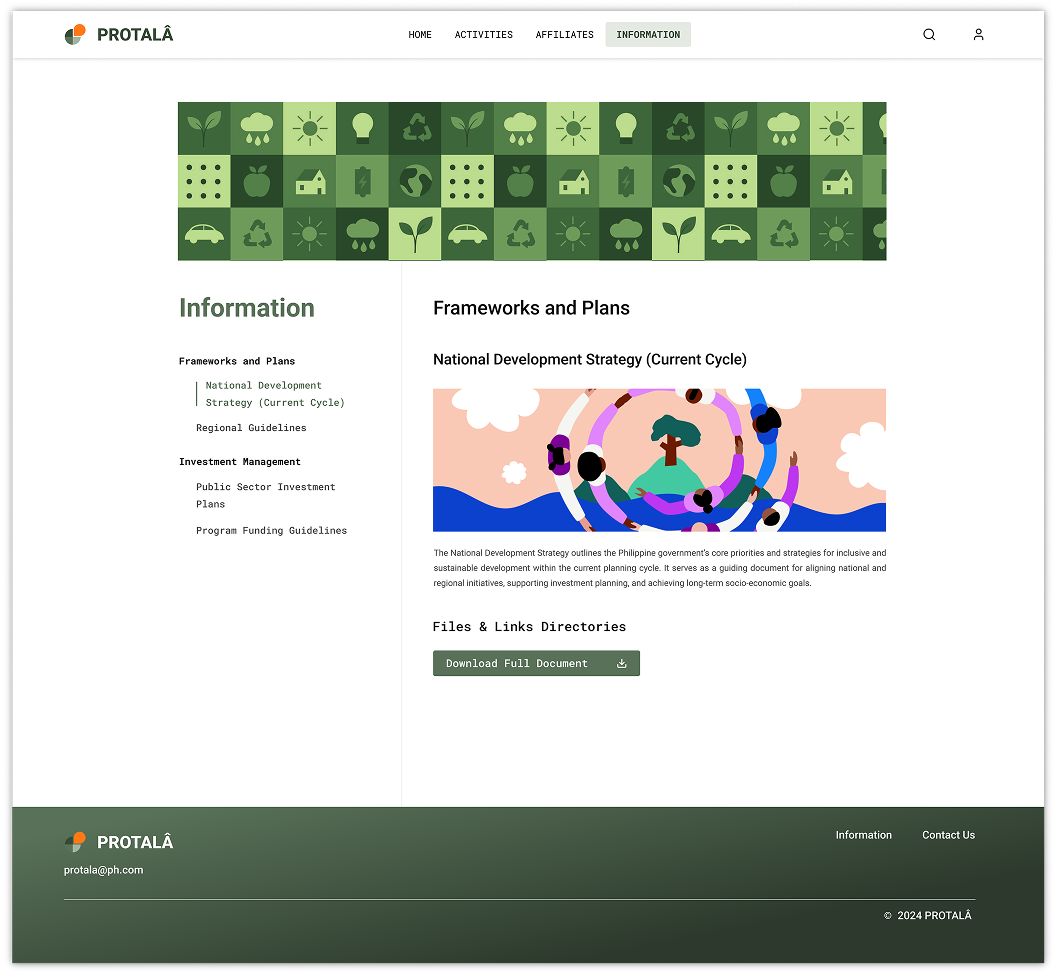 PROTALÂ
HOME
ACTIVITIES
AFFILIATES
INFORMATION
Information
Frameworks and Plans
National Development
Strategy (Current Cycle)
Regional Guidelines
Investment Management
Public Sector Investment
Plans
Program Funding Guidelines
Frameworks and Plans
National Development Strategy (Current Cycle)
The National Development Strategy outlines the Philippine government's core priorities and strategies for inclusive and
sustainable development within the current planning cycle. It serves as a guiding document for aligning national and
regional initiatives, supporting investment planning, and achieving long-term socio-economic goals.
Files & Links Directories
Download Full Document
PROTALÂ
protala@ph.com
Information
Contact Us
© 2024 PROTALÂ